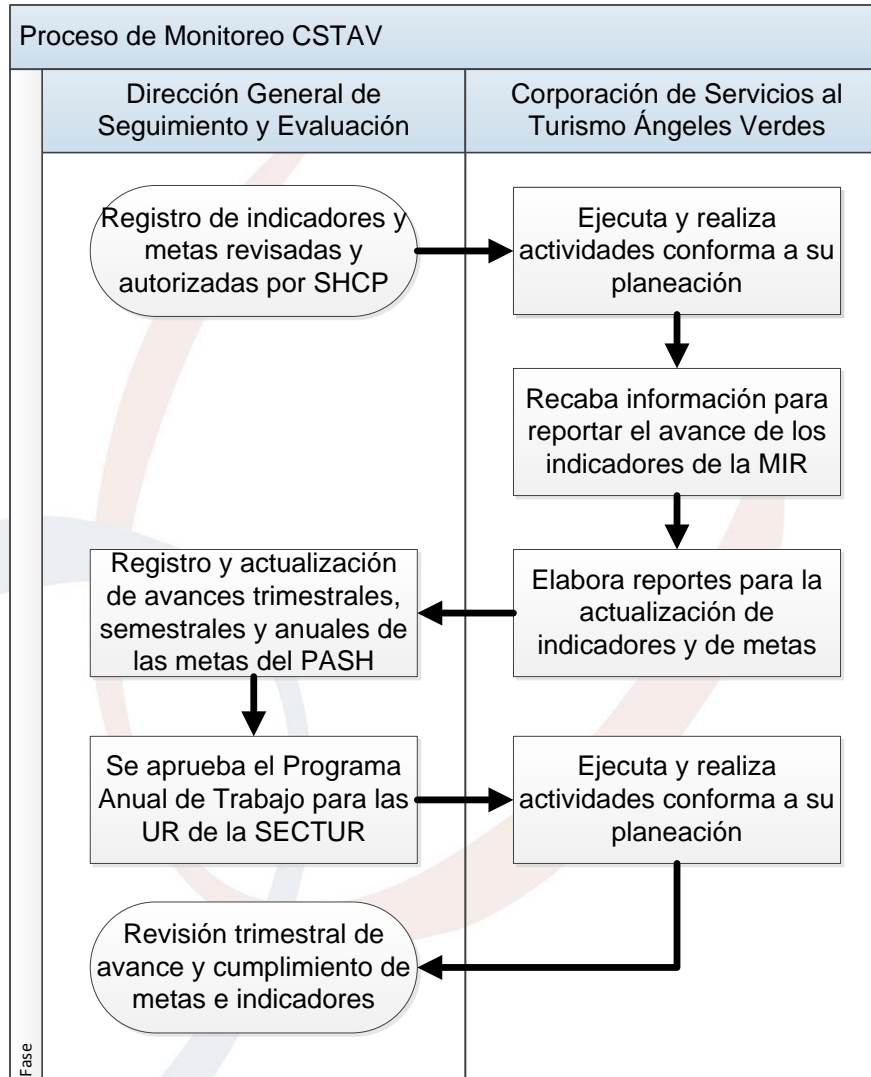 Proceso de Monitoreo CSTAV
Dirección General de
Seguimiento y Evaluación
Corporación de Servicios al
Turismo Ángeles Verdes
Registro de indicadores y
metas revisadas y
autorizadas por SHCP
Ejecuta y realiza
actividades conforma a su
planeación
Recaba información para
reportar el avance de los
indicadores de la MIR
Elabora reportes para la
actualización de
indicadores y de metas
Registro y actualización
de avances trimestrales,
semestrales y anuales de
las metas del PASH
Se aprueba el Programa
Anual de Trabajo para las
UR de la SECTUR
Ejecuta y realiza
actividades conforma a su
planeación
Revisión trimestral de
avance y cumplimiento de
metas e indicadores
Fase